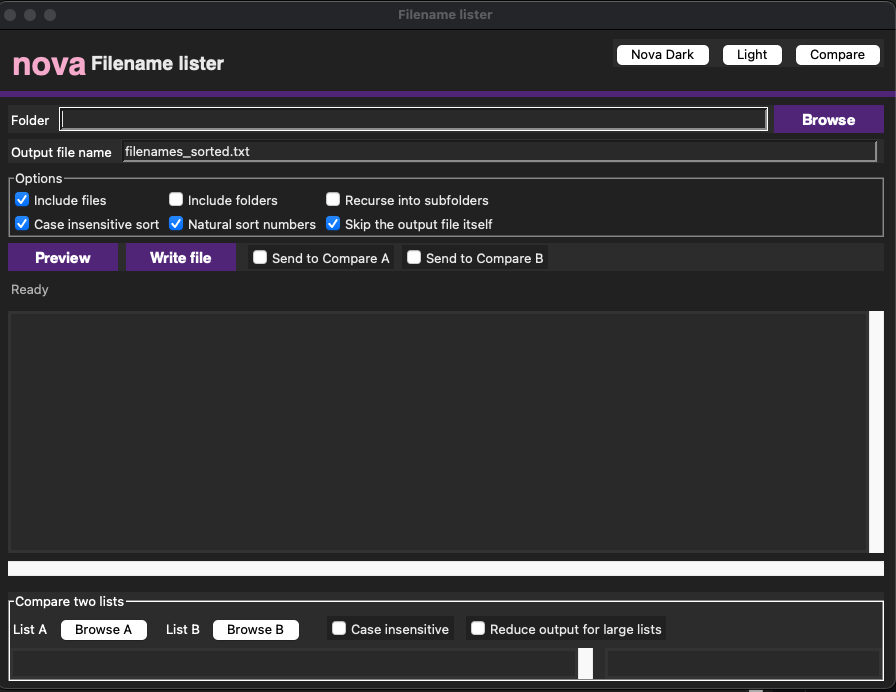 Filename lister
nova Filename lister Nova Dark Light Compare
Folder Browse
Output file name filenames_sorted.txt
Options
Include files Include folders Recurse into subfolders
Case insensitive sort Natural sort numbers Skip the output file itself
Preview Write file Send to Compare A Send to Compare B
Ready
Compare two lists
List A Browse A List B Browse B Case insensitive Reduce output for large lists